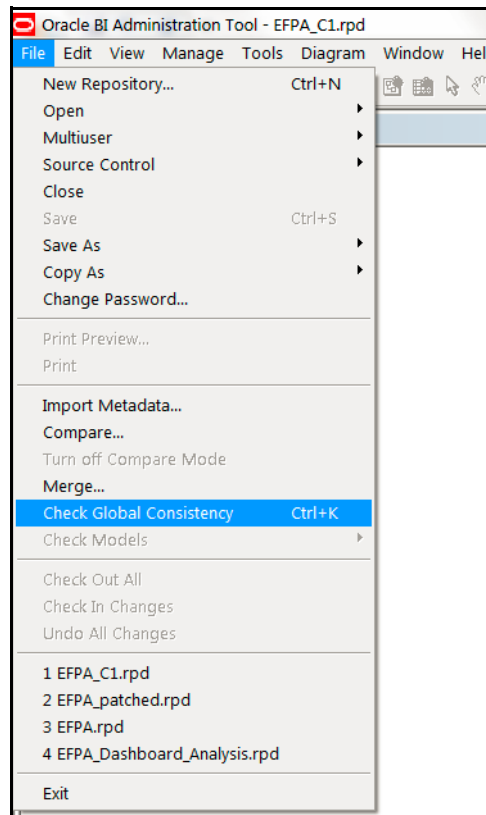 Oracle BI Administration Tool - EFPA_C1.rpd
File Edit View Manage Tools Diagram Window Hel
New Repository... Ctrl+N
Open
Multiuser
Source Control
Close
Save Ctrl+S
Save As
Copy As
Change Password...
Print Preview...
Print
Import Metadata...
Compare...
Turn off Compare Mode
Merge...
Check Global Consistency Ctrl+K
Check Models
Check Out All
Check In Changes
Undo All Changes
1 EFPA_C1.rpd
2 EFPA_patched.rpd
3 EFPA.rpd
4 EFPA_Dashboard_Analysis.rpd
Exit